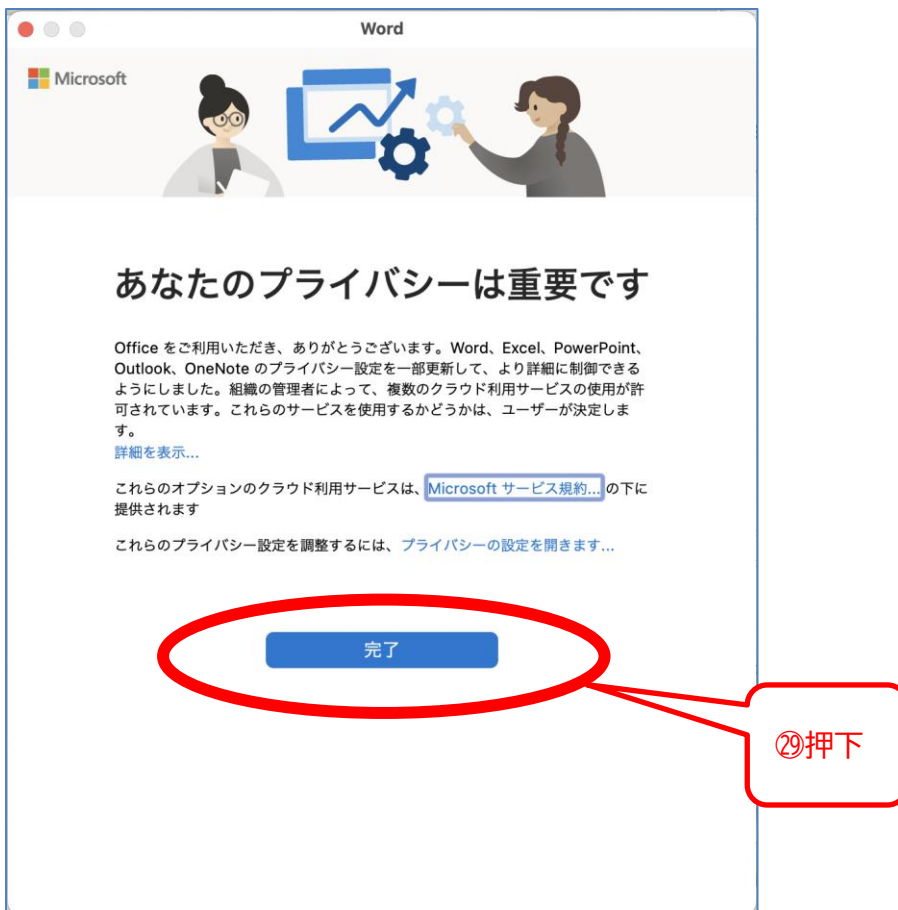 Word
Microsoft
あなたのプライバシーは重要です
Office をご利用いただき、ありがとうございます。Word、Excel、PowerPoint、
Outlook、OneNote のプライバシー設定を一部更新して、より詳細に制御できる
ようにしました。組織の管理者によって、複数のクラウド利用サービスの使用が許
可されています。これらのサービスを使用するかどうかは、ユーザーが決定しま
す。
詳細を表示...
これらのオプションのクラウド利用サービスは、Microsoft サービス規約... の下に
提供されます
これらのプライバシー設定を調整するには、プライバシーの設定を開きます...
完了
㉙押下